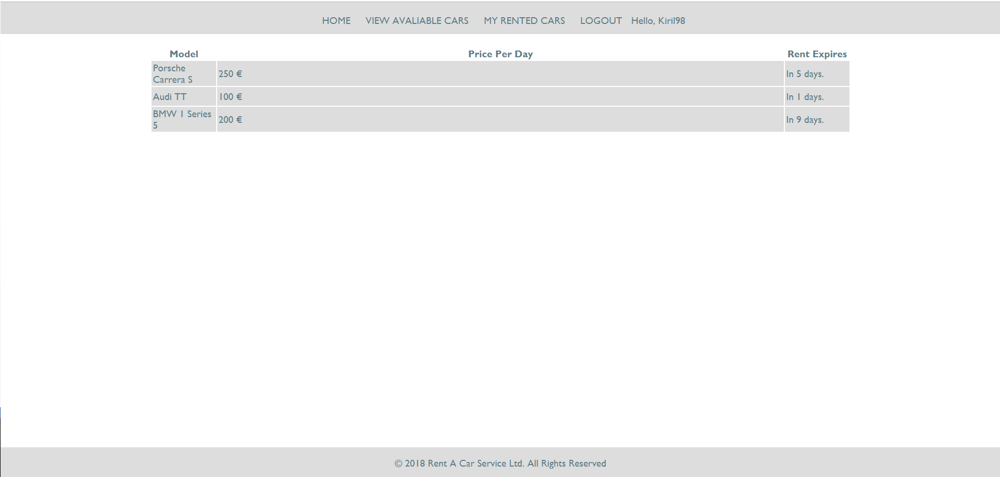 HOME VIEW AVALIABLE CARS MY RENTED CARS LOGOUT Hello, Kiril98
Model Price Per Day Rent Expires
Porsche
Carrera S
250 € In 5 days.
Audi TT 100 € In 1 days.
BMW 1 Series
5
200 € In 9 days.
© 2018 Rent A Car Service Ltd. All Rights Reserved